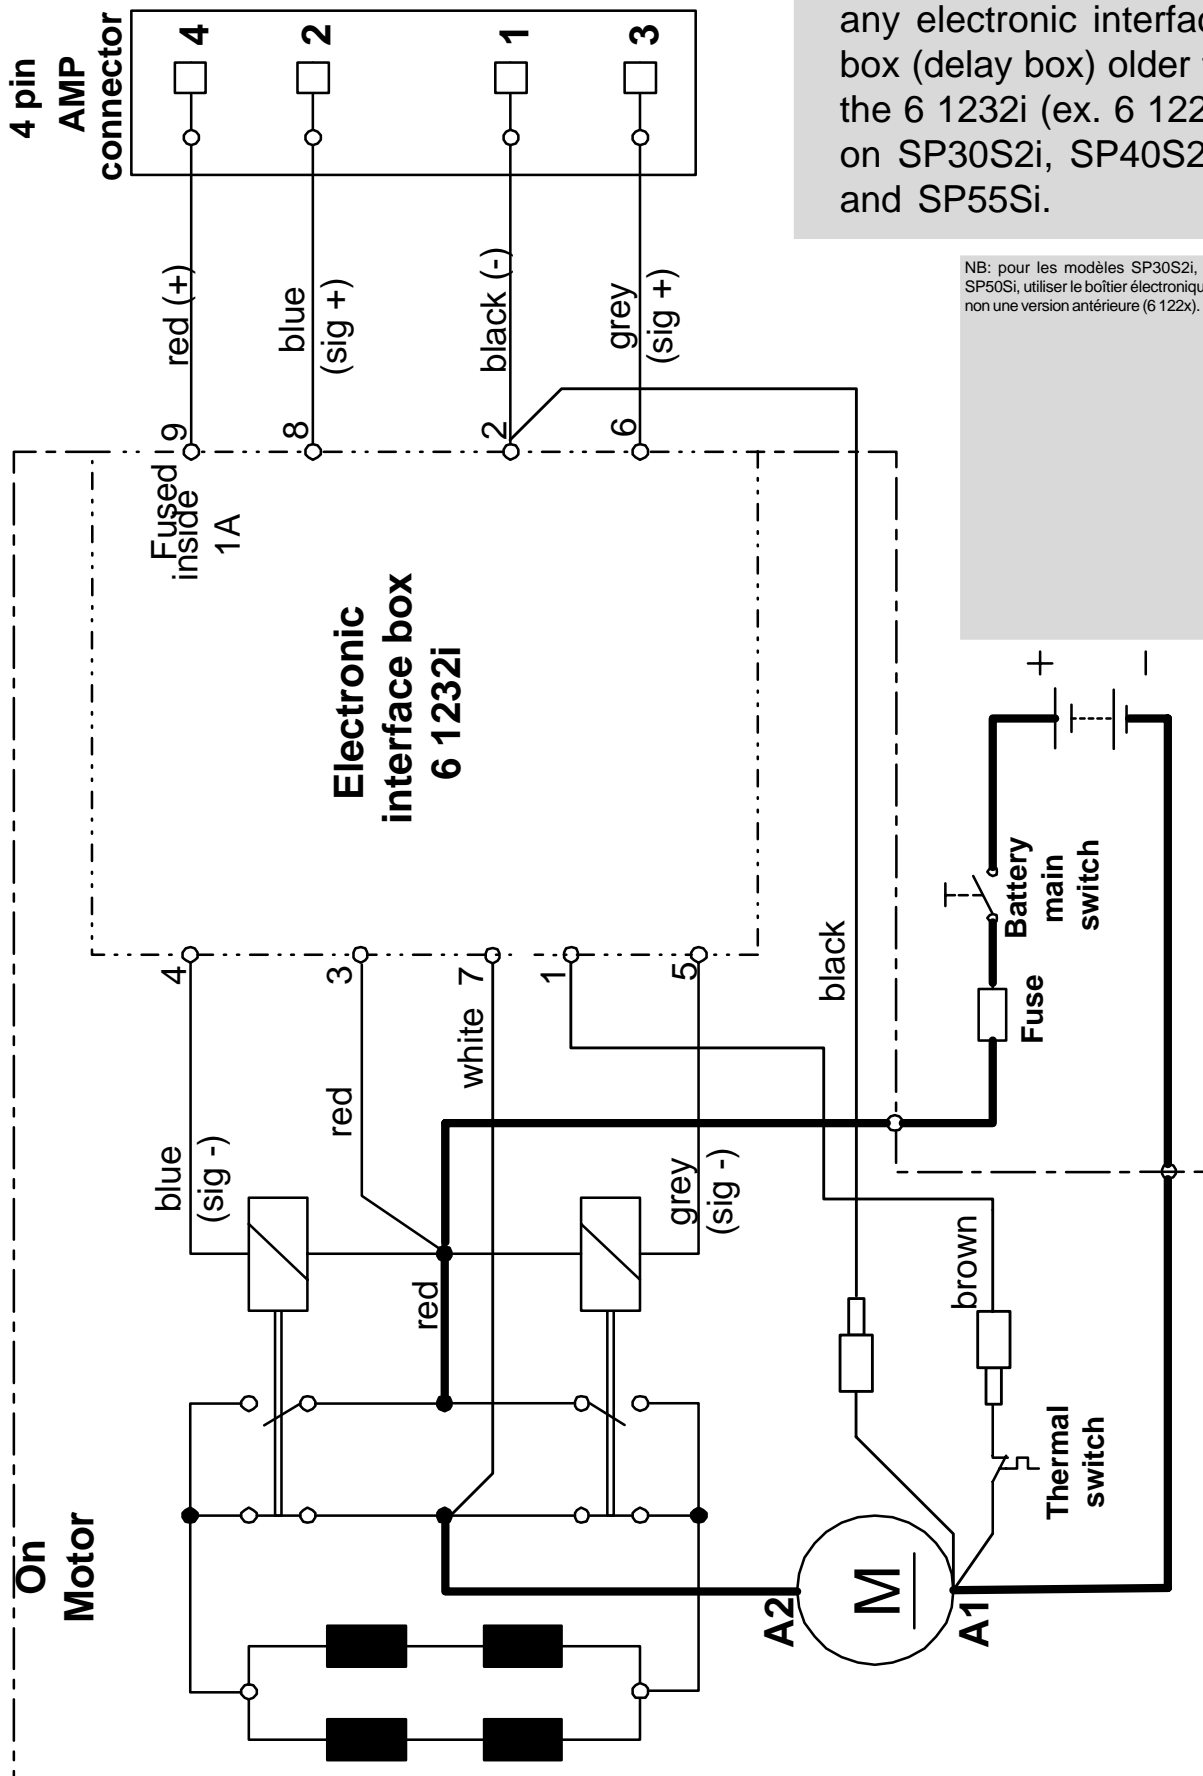 any electronic interfac
box (delay box) older
the 6 1232i (ex. 6 122
on SP30S2i, SP40S2
and SP55Si.
NB: pour les modèles SP30S2i,
SP50Si, utiliser le boîtier électroniqu
non une version antérieure (6 122x).
4 pin
AMP
connector
4
2
1
3
red (+)
blue
(sig +)
black (-)
grey
(sig +)
9
8
2
6
Fused
inside
1A
Electronic
interface box
6 1232i
4
3
7
1
5
blue
(sig -)
red
white
grey
(sig -)
black
red
brown
+
–
Battery
main
switch
Fuse
Thermal
switch
On
Motor
A2
M
A1